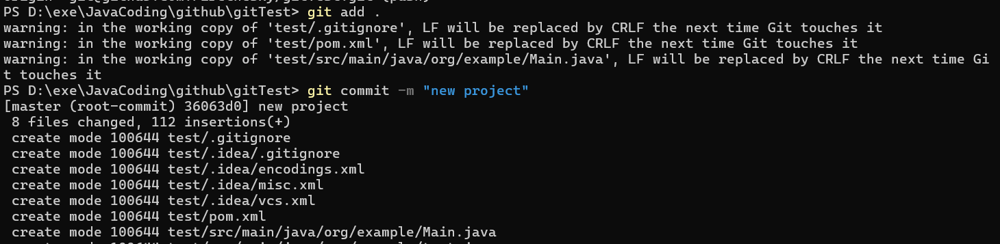 PS D:\exe\JavaCoding\github\gitTest> git add .
warning: in the working copy of 'test/.gitignore', LF will be replaced by CRLF the next time Git touches it
warning: in the working copy of 'test/pom.xml', LF will be replaced by CRLF the next time Git touches it
warning: in the working copy of 'test/src/main/java/org/example/Main.java', LF will be replaced by CRLF the next time Gi
t touches it
PS D:\exe\JavaCoding\github\gitTest> git commit -m "new project"
[master (root-commit) 36063d0] new project
 8 files changed, 112 insertions(+)
 create mode 100644 test/.gitignore
 create mode 100644 test/.idea/.gitignore
 create mode 100644 test/.idea/encodings.xml
 create mode 100644 test/.idea/misc.xml
 create mode 100644 test/.idea/vcs.xml
 create mode 100644 test/pom.xml
 create mode 100644 test/src/main/java/org/example/Main.java